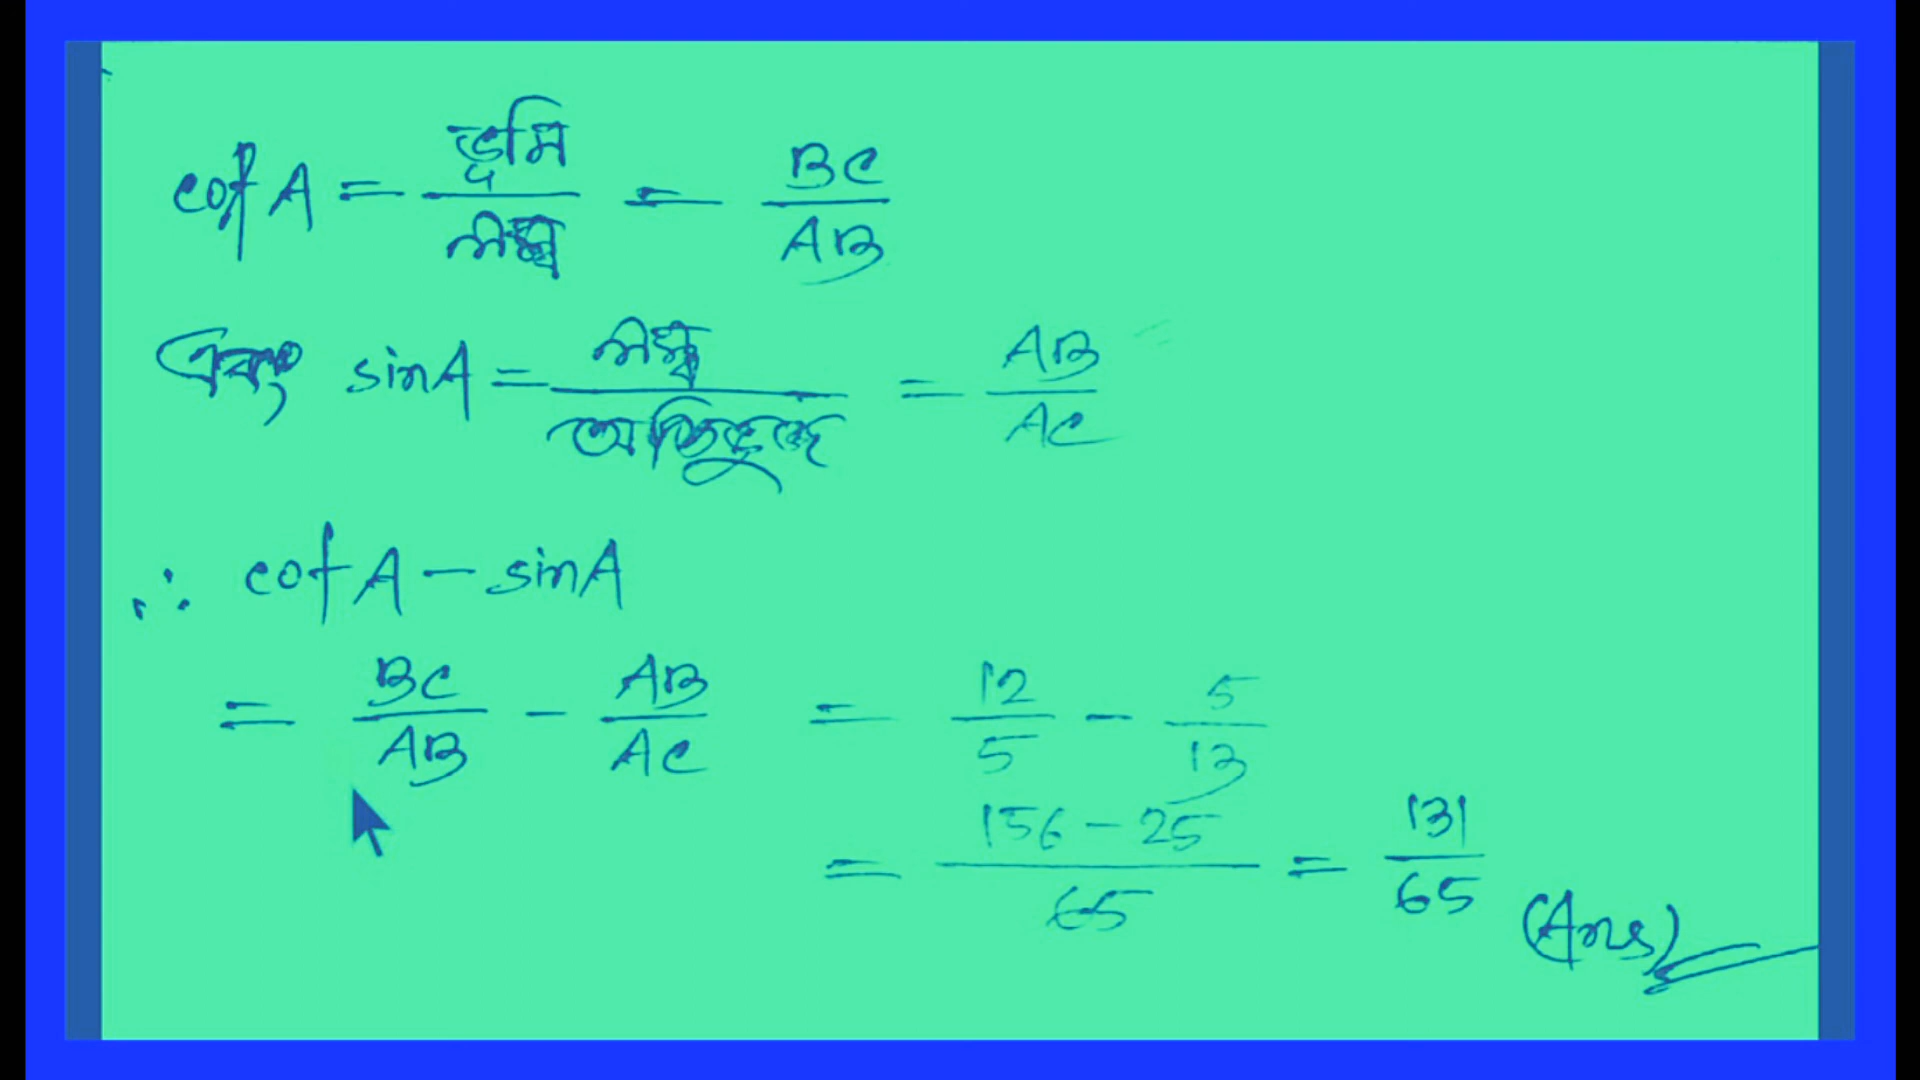 cot A = ভূমি / লম্ব = BC / AB
এবং sinA = লম্ব / অতিভুজ = AB / AC
∴ cot A - sinA
= BC / AB - AB / AC = 12 / 5 - 5 / 13
= 156 - 25 / 65 = 131 / 65 (Ans)